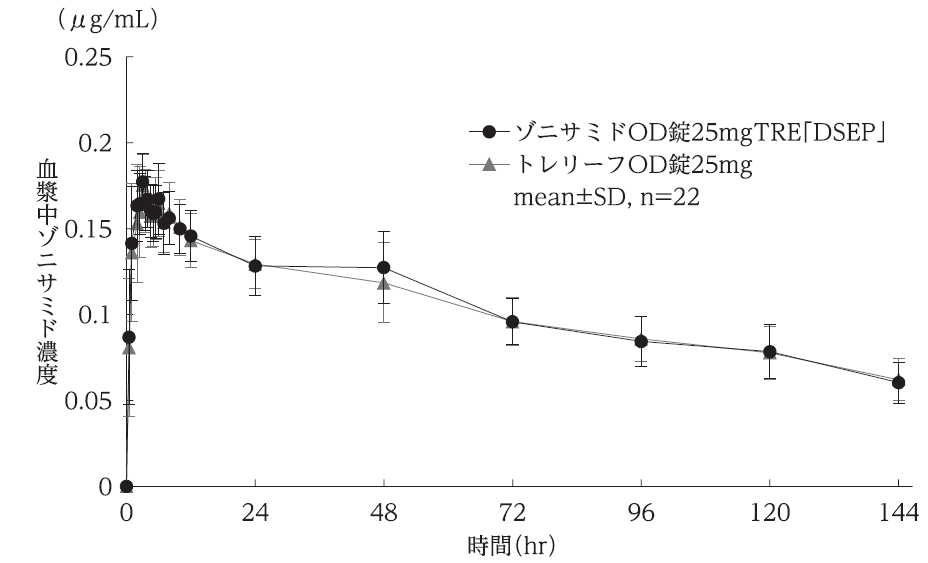 (μg/mL)
0.25
0.2
0.15
0.1
0.05
0
血漿中ゾニサミド濃度
ゾニサミドOD錠25mgTRE「DSEP」
トレリーフOD錠25mg
mean±SD, n=22
0 24 48 72 96 120 144
時間(hr)